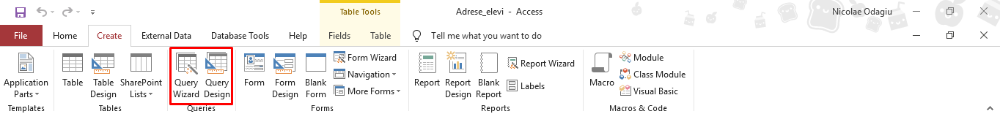 Table Tools
Adrese_elevi - Access
Nicolae Odagiu
File
Home
Create
External Data
Database Tools
Help
Fields
Table
Tell me what you want to do
Application
Parts
Templates
Table
Table
Design
SharePoint
Lists
Tables
Query
Wizard
Query
Design
Queries
Form
Form
Design
Blank
Form
Form Wizard
Navigation
More Forms
Forms
Report
Report
Design
Blank
Report
Report Wizard
Labels
Reports
Macro
Module
Class Module
Visual Basic
Macros & Code